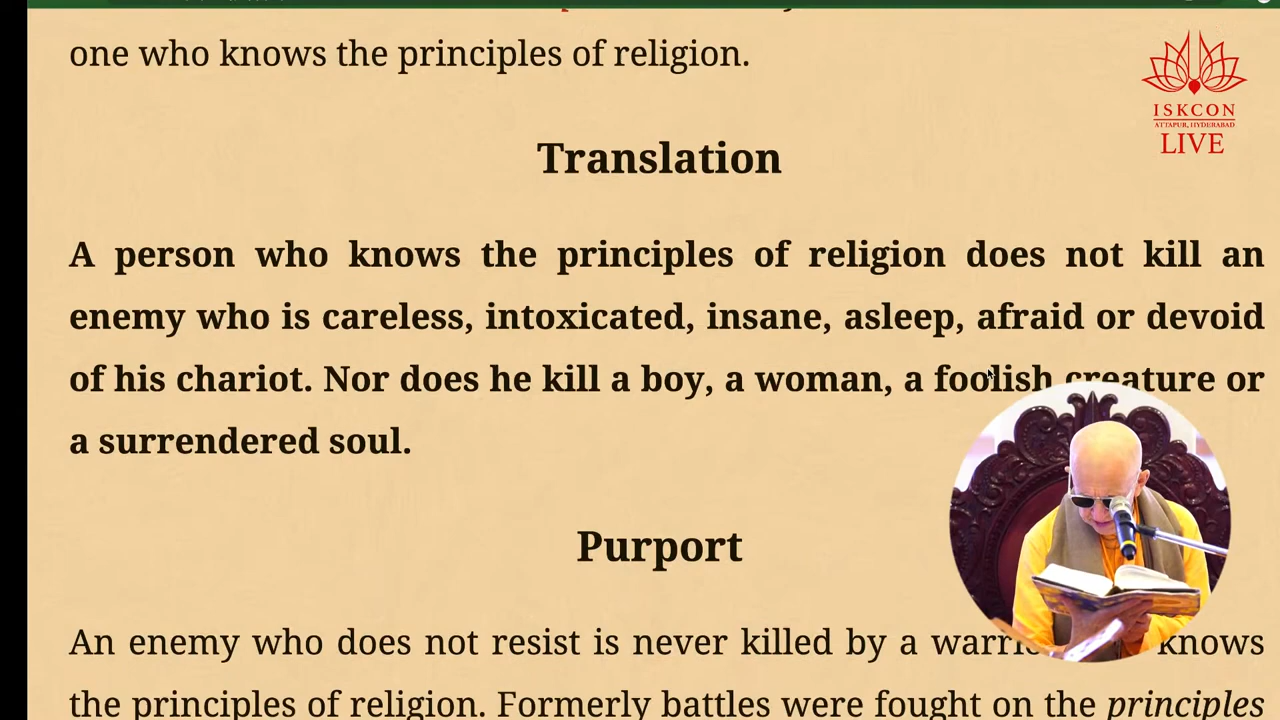 one who knows the principles of religion.
ISKCON
ATTAPUR, HYDERABAD
LIVE
Translation
A person who knows the principles of religion does not kill an
enemy who is careless, intoxicated, insane, asleep, afraid or devoid
of his chariot. Nor does he kill a boy, a woman, a foolish creature or
a surrendered soul.
Purport
An enemy who does not resist is never killed by a knows
the principles of religion. Formerly battles were fought on the principles